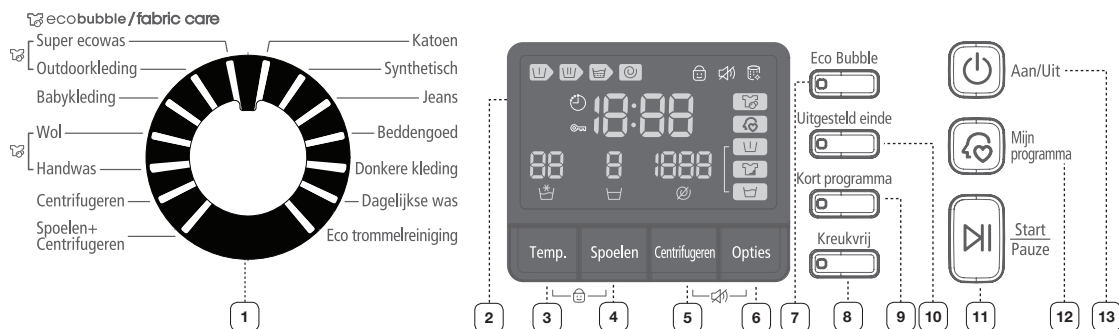 ecobubble/fabric care
Super ecowas
Outdoorkleding
Babykleding
Wol
Handwas
Centrifugeren
Spoelen+
Centrifugeren
Katoen
Synthetisch
Jeans
Beddengoed
Donkere kleding
Dagelijkse was
Eco trommelreiniging
18:88
88
8
1888
Temp.
Spoelen
Centrifugeren
Opties
Eco Bubble
Uitgesteld einde
Kort programma
Kreukvrij
Aan/Uit
Mijn
programma
Start
Pauze
1
2
3
4
5
6
7
8
9
10
11
12
13